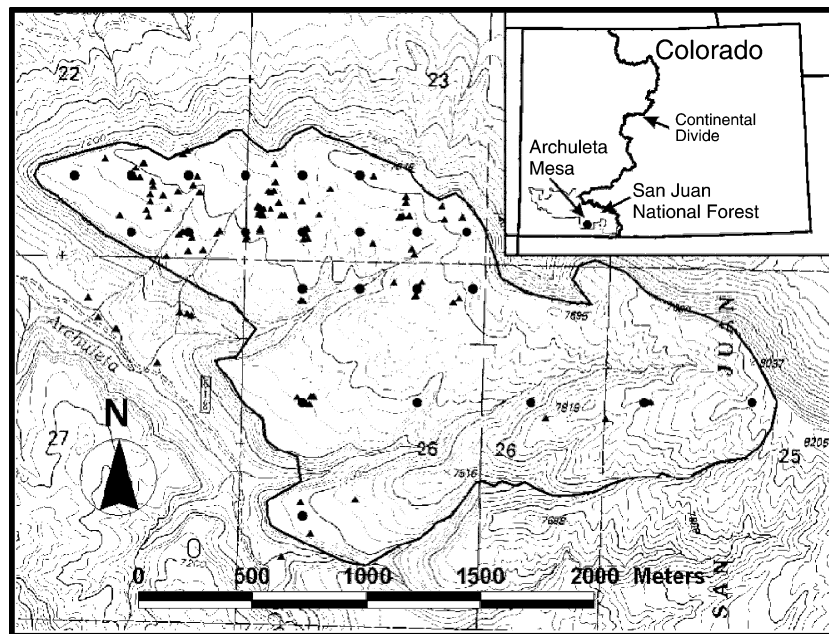 22
23
Colorado
Continental
Divide
Archuleta
Mesa
San Juan
National Forest
7695
8037
JUAN
Archuleta
N
7819
27
26
26
25
8205
7516
0
500
1000
1500
2000 Meters
SAN